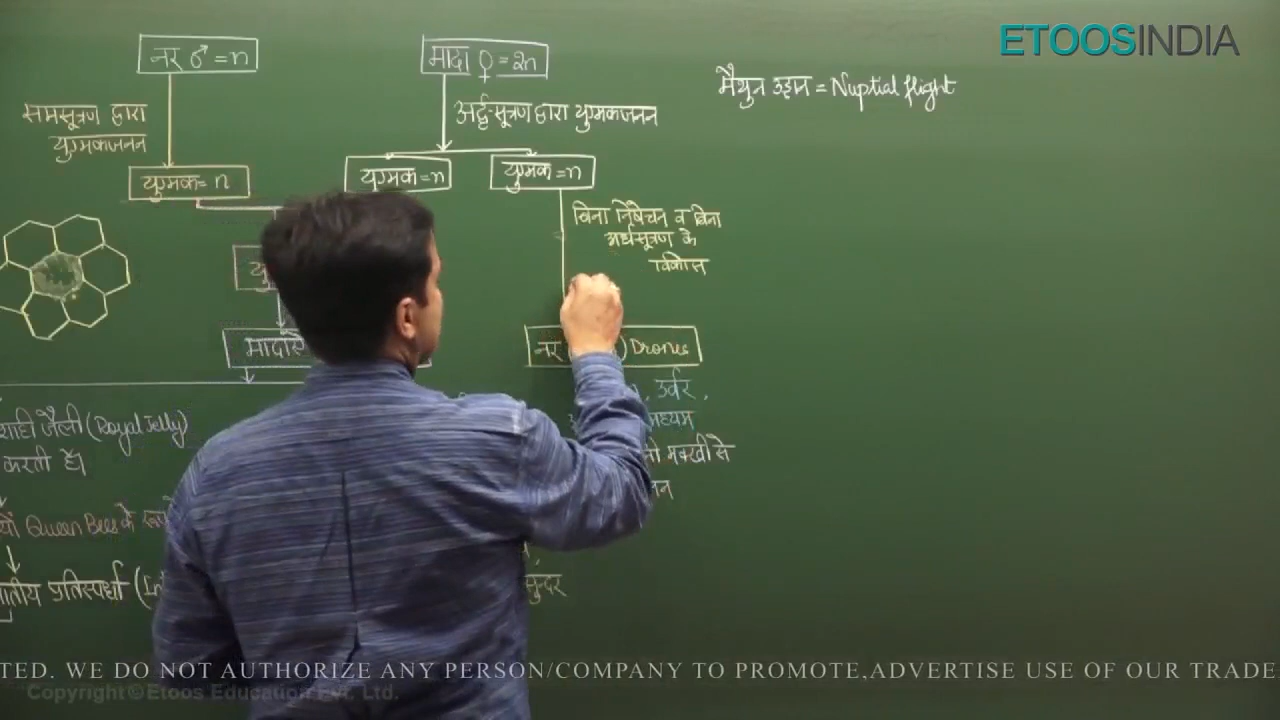 ETOOSINDIA
नर ♂ = n
मादा ♀ = 2n
मैथुन उड़ान = Nuptial flight
समसूत्रण द्वारा
युग्मकजनन
अर्द्धसूत्रण द्वारा युग्मकजनन
युग्मक = n
युग्मक = n
युग्मक = n
बिना निषेचन व बिना
अर्धसूत्रण के
विकास
यु
मादाएँ
नर ( ) Drones
, उर्वर,
माध्यम
शाही जैली (Royal Jelly)
करती हैं।
मक्खी से
Queen Bees के रूप
प्रतिस्पर्धा (In
सुन्दर
TED. WE DO NOT AUTHORIZE ANY PERSON/COMPANY TO PROMOTE,ADVERTISE USE OF OUR TRADE
Copyright©Etoos Education Pvt. Ltd.